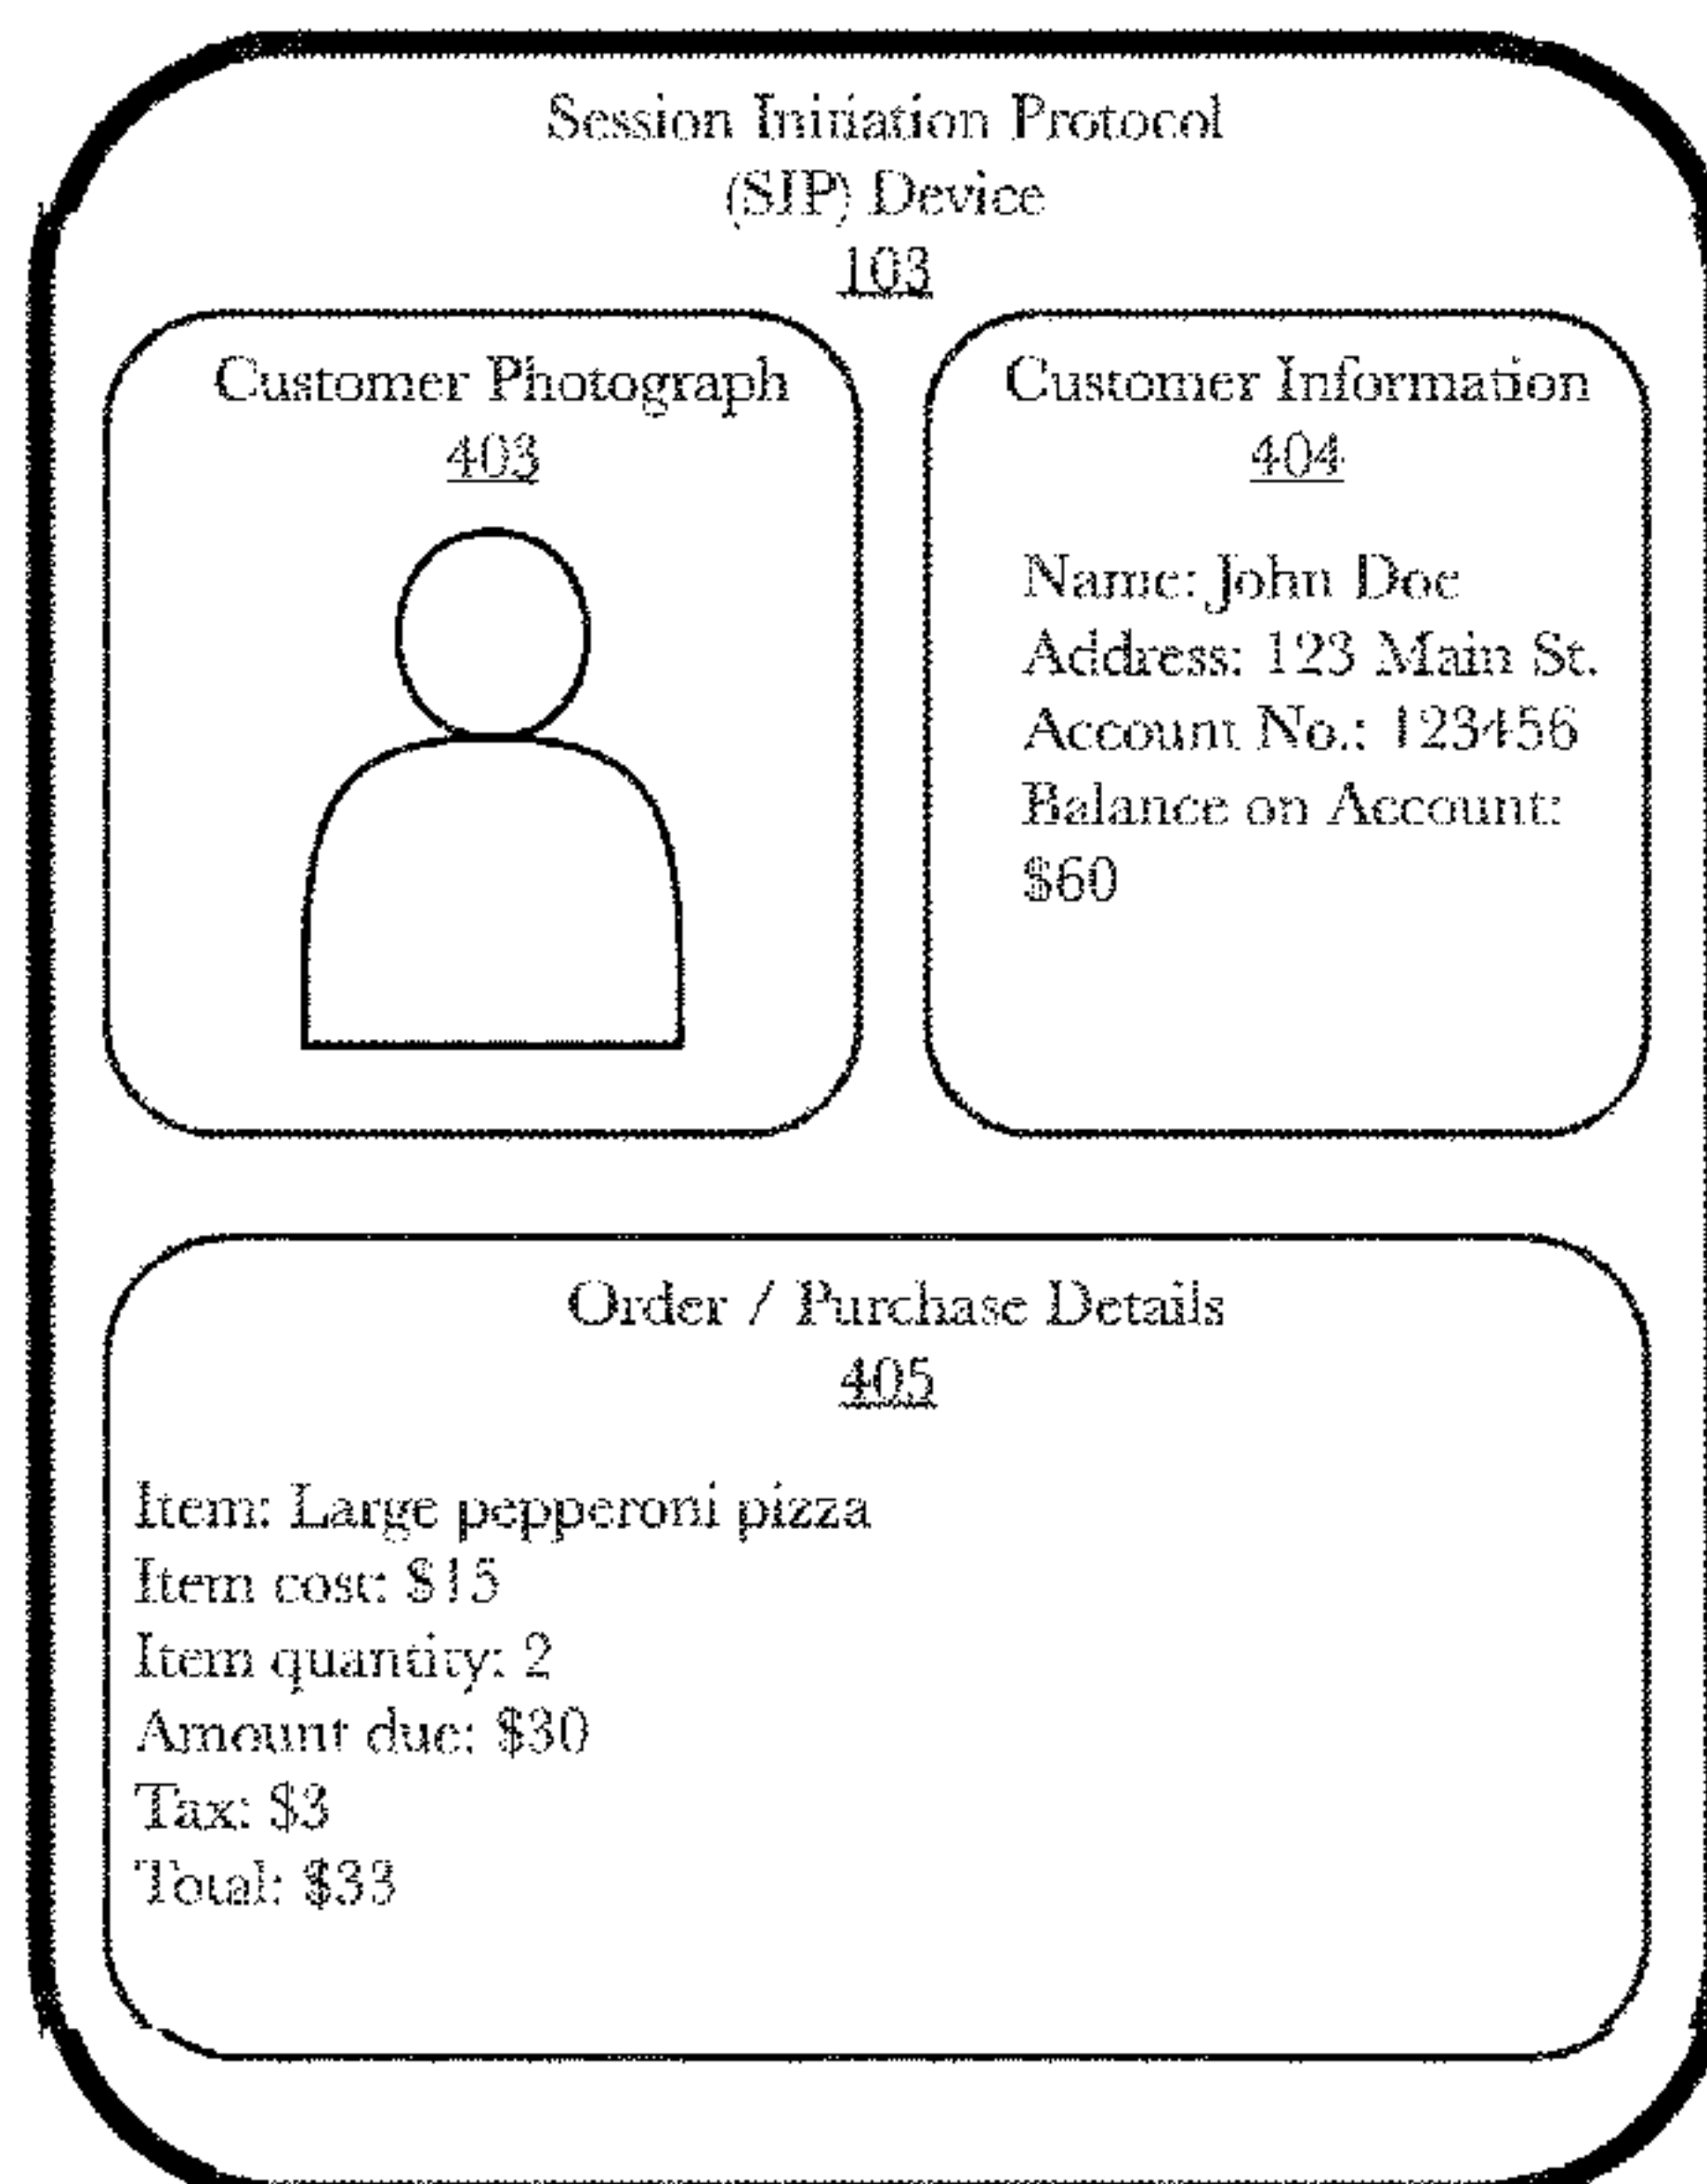 Session Initiation Protocol
(SIP) Device
103
Customer Photograph
403
Customer Information
404
Name: John Doe
Address: 123 Main St.
Account No.: 123456
Balance on Account:
$60
Order / Purchase Details
405
Item: Large pepperoni pizza
Item cost: $15
Item quantity: 2
Amount due: $30
Tax: $3
Total: $33